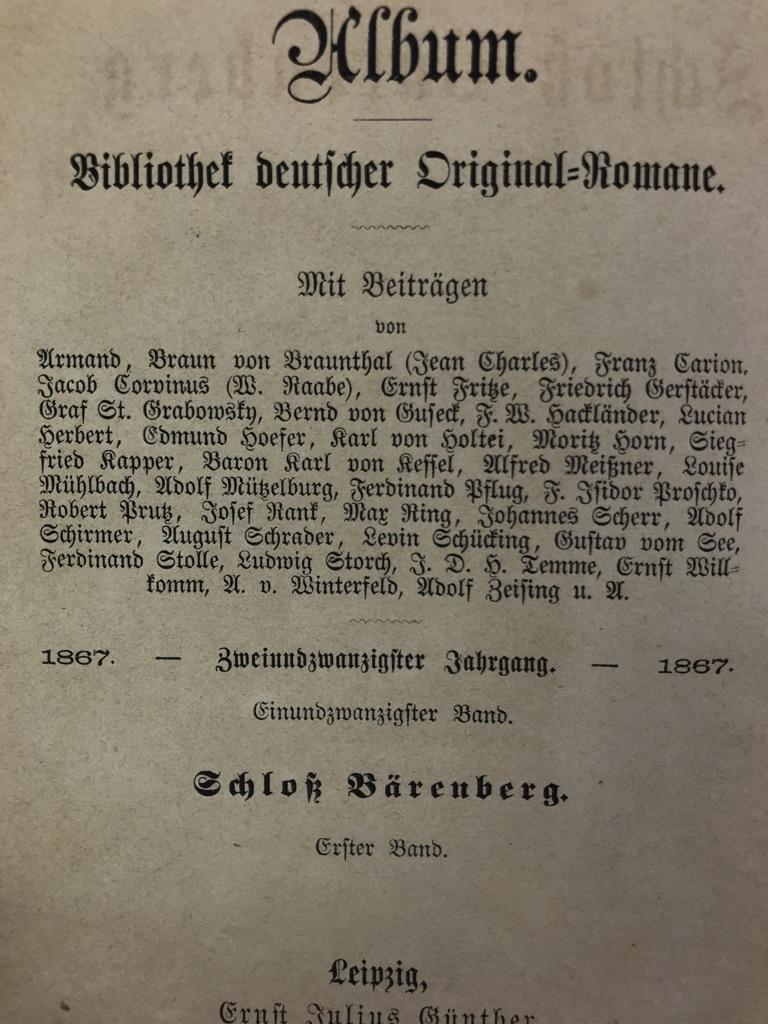 Album.
Bibliothek deutscher Original=Romane.
Mit Beiträgen
von
Armand, Braun von Braunthal (Jean Charles), Franz Carion,
Jacob Corvinus (W. Raabe), Ernst Fritze, Friedrich Gerstäcker,
Graf St. Grabowsky, Bernd von Guseck, F. W. Hackländer, Lucian
Herbert, Edmund Hoefer, Karl von Holtei, Moritz Horn, Sieg=
fried Kapper, Baron Karl von Kessel, Alfred Meißner, Louise
Mühlbach, Adolf Mützelburg, Ferdinand Pflug, F. Isidor Proschko,
Robert Prutz, Josef Rank, Max Ring, Johannes Scherr, Adolf
Schirmer, August Schrader, Levin Schücking, Gustav vom See,
Ferdinand Stolle, Ludwig Storch, J. D. H. Temme, Ernst Will=
komm, A. v. Winterfeld, Adolf Zeising u. A.
1867. — Zweiundzwanzigster Jahrgang. — 1867.
Einundzwanzigster Band.
Schloß Bärenberg.
Erster Band.
Leipzig,
Ernst Julius Günther